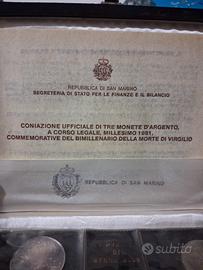 REPUBBLICA DI SAN MARINO
SEGRETERIA DI STATO PER LE FINANZE E IL BILANCIO
CONIAZIONE UFFICIALE DI TRE MONETE D'ARGENTO,
A CORSO LEGALE, MILLESIMO 1981,
COMMEMORATIVE DEL BIMILLENARIO DELLA MORTE DI VIRGILIO
REPUBBLICA DI SAN MARINO
subito